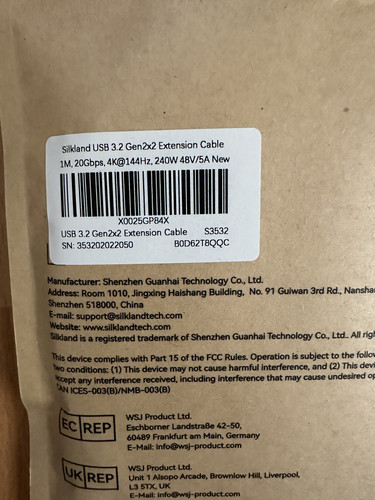 Silkland USB 3.2 Gen2x2 Extension Cable
1M, 20Gbps, 4K@144Hz, 240W 48V/5A New
X0025GP84X
USB 3.2 Gen2x2 Extension Cable S3532
SN: 353202022050 B0D62T8QQC
Manufacturer: Shenzhen Guanhai Technology Co., Ltd.
Address: Room 1010, Jingxing Haishang Building, No. 91 Guiwan 3rd Rd., Nansha
Shenzhen 518000, China
E-mail: support@silklandtech.com
Website: www.silklandtech.com
Silkland is a registered trademark of Shenzhen Guanhai Technology Co., Ltd.. All righ
This device complies with Part 15 of the FCC Rules. Operation is subject to the follow
two conditions: (1) This device may not cause harmful interference, and (2) This devi
accept any interference received, including interference that may cause undesired op
CAN ICES-003(B)/NMB-003(B)
EC REP
WSJ Product Ltd.
Eschborner Landstraße 42-50,
60489 Frankfurt am Main, Germany
E-Mail: info@wsj-product.com
UK REP
WSJ Product Ltd.
Unit 1 Alsopo Arcade, Brownlow Hill, Liverpool,
L3 5TX, UK
E-Mail: info@wsj-product.com